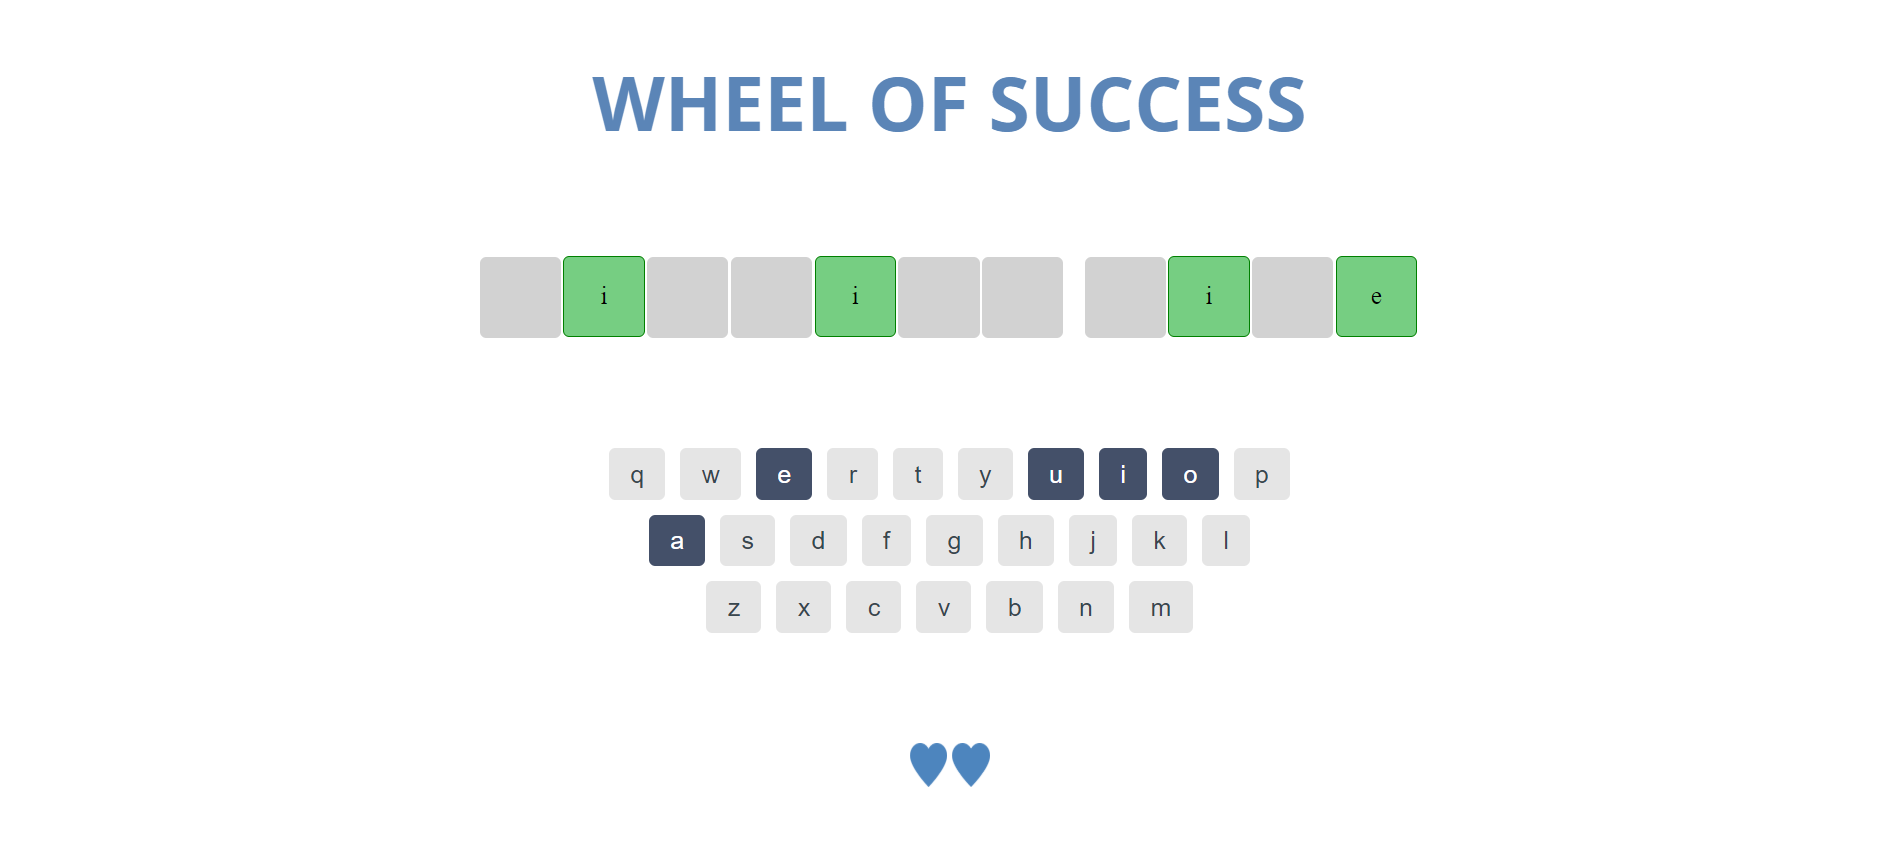 WHEEL OF SUCCESS
i i i e
q w e r t y u i o p
a s d f g h j k l
z x c v b n m